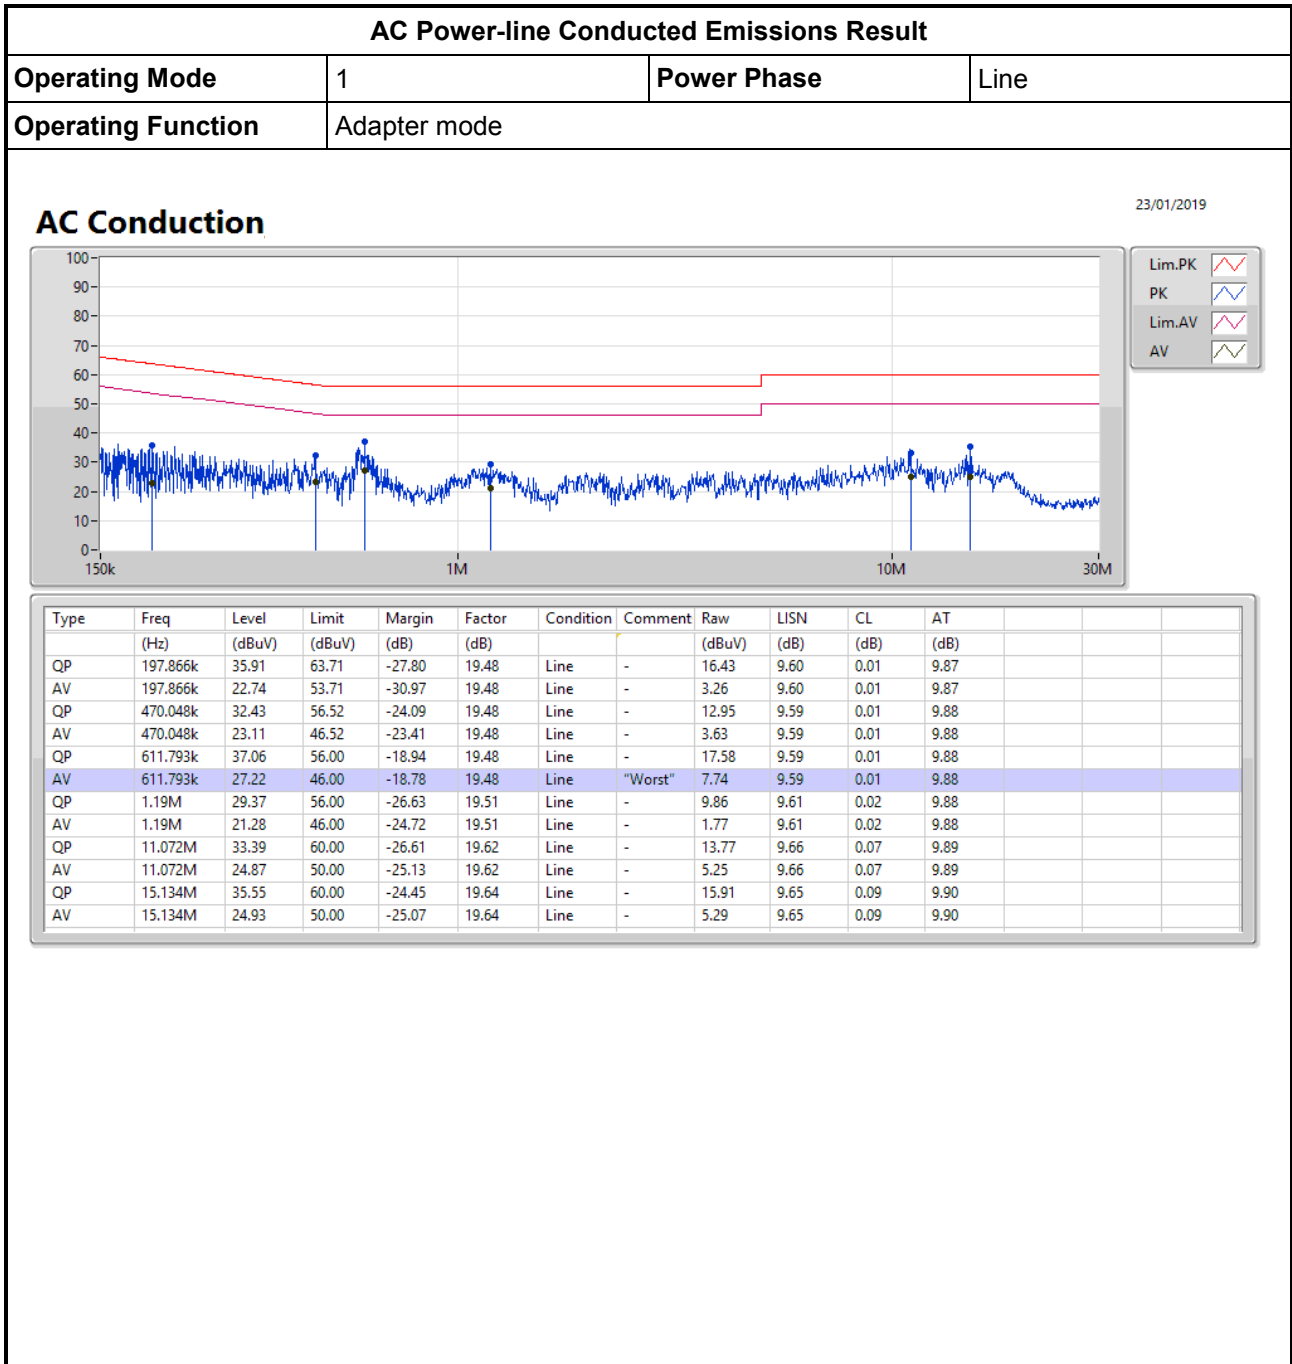 AC Power-line Conducted Emissions Result
Operating Mode 1 Power Phase Line
Operating Function Adapter mode
23/01/2019
AC Conduction
100
90
80
70
60
50
40
30
20
10
0
150k 1M 10M 30M
Lim.PK
PK
Lim.AV
AV
Type Freq Level Limit Margin Factor Condition Comment Raw LISN CL AT
(Hz) (dBuV) (dBuV) (dB) (dB) (dBuV) (dB) (dB) (dB)
QP 197.866k 35.91 63.71 -27.80 19.48 Line - 16.43 9.60 0.01 9.87
AV 197.866k 22.74 53.71 -30.97 19.48 Line - 3.26 9.60 0.01 9.87
QP 470.048k 32.43 56.52 -24.09 19.48 Line - 12.95 9.59 0.01 9.88
AV 470.048k 23.11 46.52 -23.41 19.48 Line - 3.63 9.59 0.01 9.88
QP 611.793k 37.06 56.00 -18.94 19.48 Line - 17.58 9.59 0.01 9.88
AV 611.793k 27.22 46.00 -18.78 19.48 Line "Worst" 7.74 9.59 0.01 9.88
QP 1.19M 29.37 56.00 -26.63 19.51 Line - 9.86 9.61 0.02 9.88
AV 1.19M 21.28 46.00 -24.72 19.51 Line - 1.77 9.61 0.02 9.88
QP 11.072M 33.39 60.00 -26.61 19.62 Line - 13.77 9.66 0.07 9.89
AV 11.072M 24.87 50.00 -25.13 19.62 Line - 5.25 9.66 0.07 9.89
QP 15.134M 35.55 60.00 -24.45 19.64 Line - 15.91 9.65 0.09 9.90
AV 15.134M 24.93 50.00 -25.07 19.64 Line - 5.29 9.65 0.09 9.90